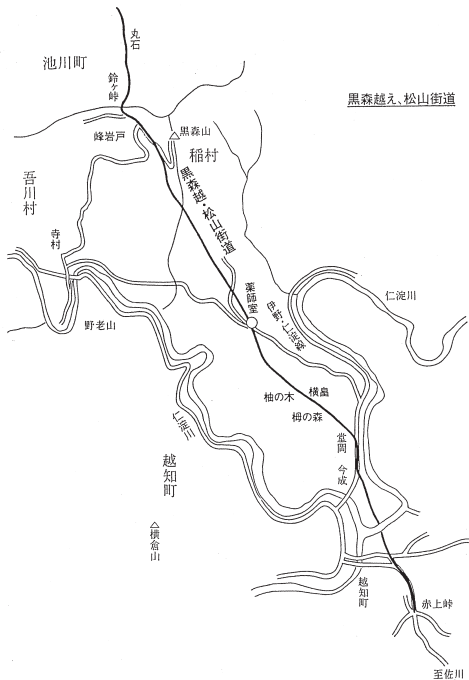 丸石
池川町
鈴ヶ峠
黒森越え、松山街道
峰岩戸
黒森山
稲村
吾川村
黒森越・松山街道
寺村
薬師室
伊野・仁淀線
仁淀川
野老山
柚の木
横畠
栂の森
仁淀川
堂岡
今成
越知町
横倉山
越知町
赤土峠
至佐川